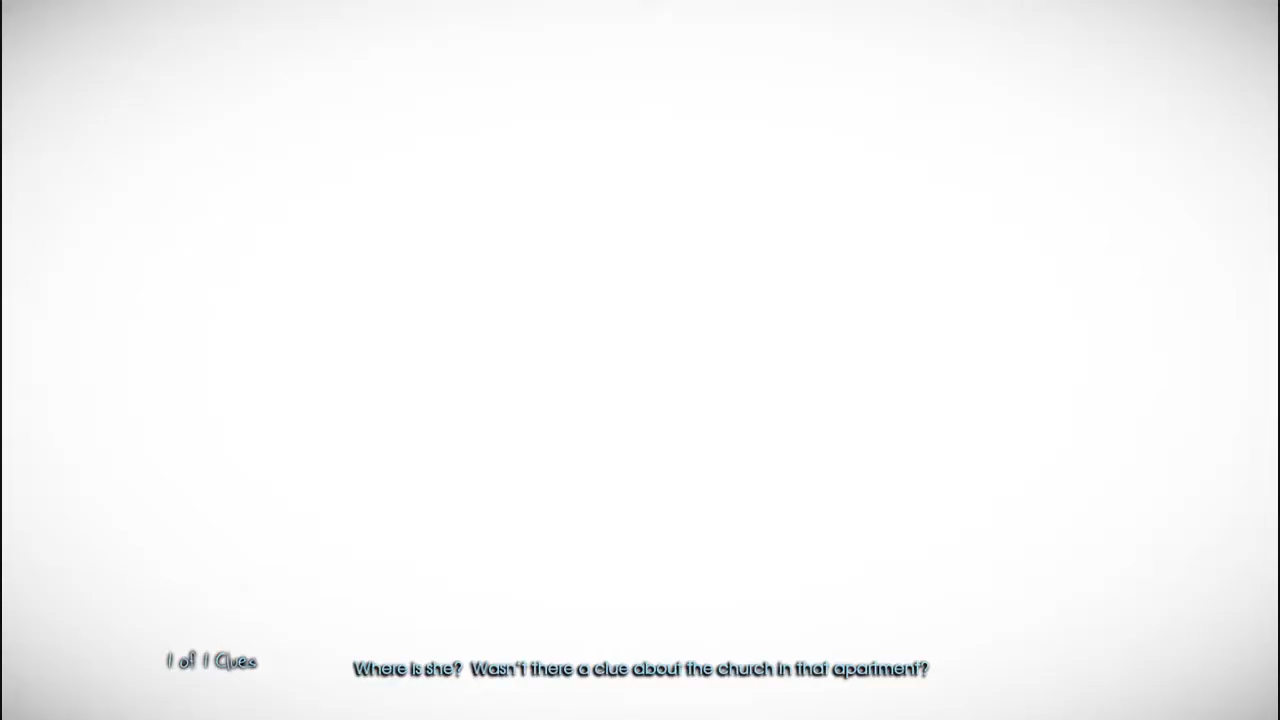 1 of 1 Clues
Where is she? Wasn't there a clue about the church in that apartment?